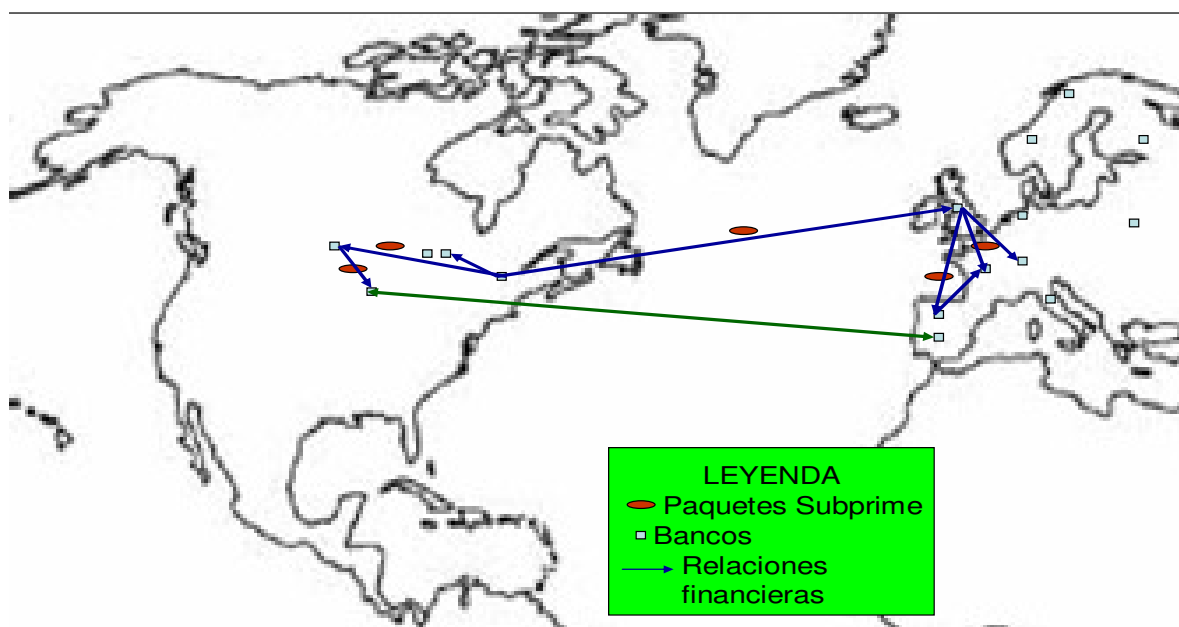 LEYENDA
Paquetes Subprime
Bancos
Relaciones
financieras